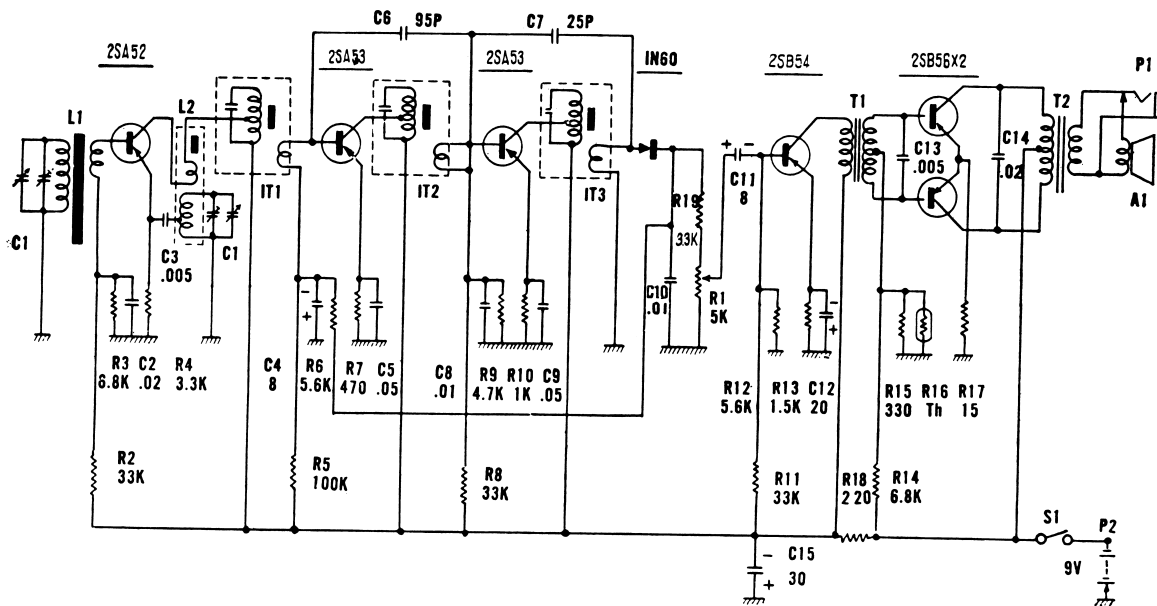 C6 95P
C7 25P
2SA52
2SA53
2SA53
IN60
2SB54
2SB56X2
P1
L1
L2
T1
T2
C14
.02
C13
.005
IT1
IT2
IT3
C11
8
A1
C1
C3
.005
C1
R19
33K
C10
.01
R1
5K
R3
6.8K
C2
.02
R4
3.3K
C4
8
R6
5.6K
R7
470
C5
.05
C8
.01
R9
4.7K
R10
1K
C9
.05
R12
5.6K
R13
1.5K
C12
20
R15
330
R16
Th
R17
15
R2
33K
R5
100K
R8
33K
R11
33K
R18
220
R14
6.8K
S1
P2
9V
C15
30